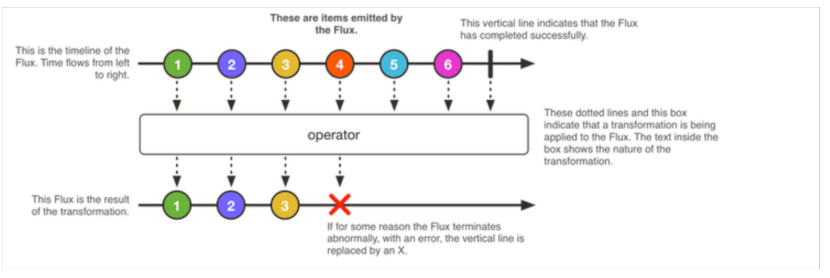 These are items emitted by
the Flux.
This vertical line indicates that the Flux
has completed successfully.
This is the timeline of the
Flux. Time flows from left
to right.
1 2 3 4 5 6
operator
These dotted lines and this box
indicate that a transformation is being
applied to the Flux. The text inside the
box shows the nature of the
transformation.
This Flux is the result
of the transformation.
1 2 3
If for some reason the Flux terminates
abnormally, with an error, the vertical line is
replaced by an X.